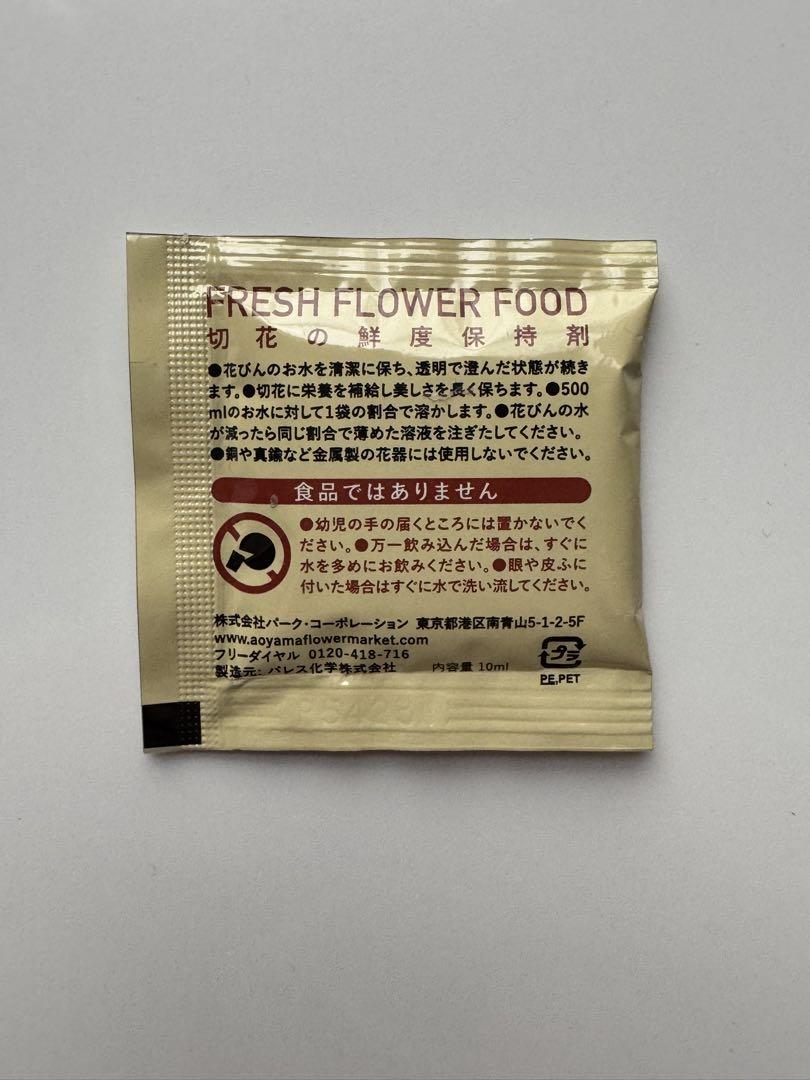 FRESH FLOWER FOOD
切花の鮮度保持剤
●花びんのお水を清潔に保ち、透明で澄んだ状態が続き
ます。●切花に栄養を補給し美しさを長く保ちます。●500
mlのお水に対して1袋の割合で溶かします。●花びんの水
が減ったら同じ割合で薄めた溶液を注ぎたしてください。
●銅や真鍮など金属製の花器には使用しないでください。
食品ではありません
●幼児の手の届くところには置かないでく
ださい。●万一飲み込んだ場合は、すぐに
水を多めにお飲みください。●眼や皮ふに
付いた場合はすぐに水で洗い流してください。
株式会社パーク・コーポレーション 東京都港区南青山5-1-2-5F
www.aoyamaflowermarket.com
フリーダイヤル 0120-418-716
製造元: パレス化学株式会社 内容量 10ml
プラ
PE,PET